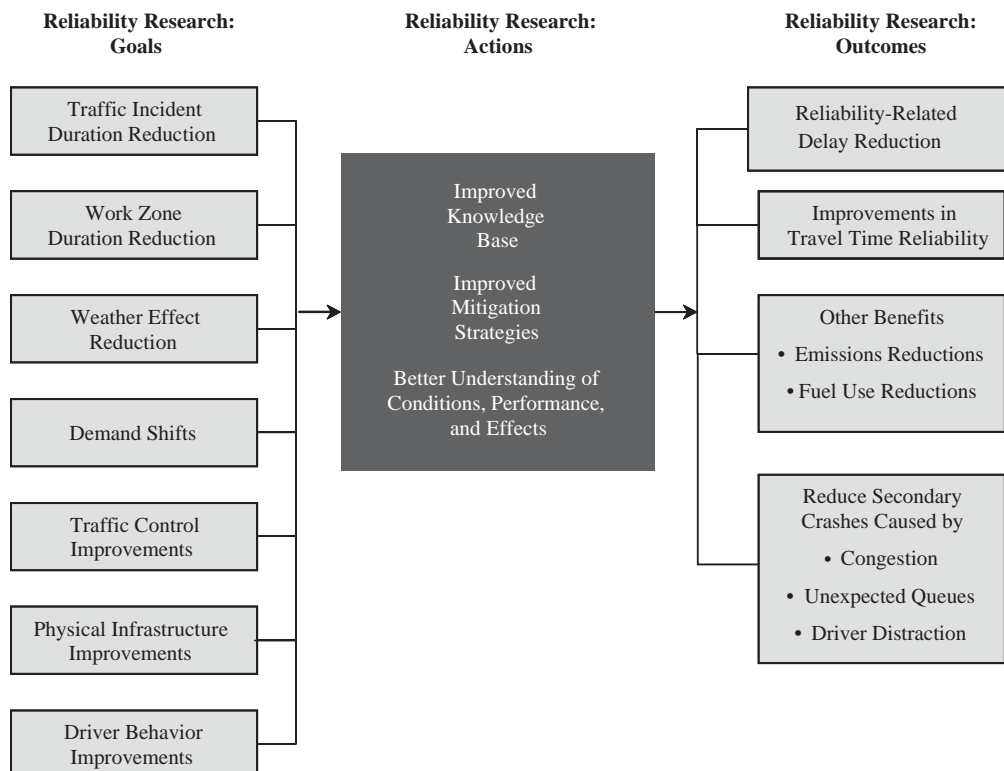 Reliability Research:
Goals
Reliability Research:
Actions
Reliability Research:
Outcomes
Traffic Incident
Duration Reduction
Work Zone
Duration Reduction
Weather Effect
Reduction
Demand Shifts
Traffic Control
Improvements
Physical Infrastructure
Improvements
Driver Behavior
Improvements
Improved
Knowledge
Base
Improved
Mitigation
Strategies
Better Understanding of
Conditions, Performance,
and Effects
Reliability-Related
Delay Reduction
Improvements in
Travel Time Reliability
Other Benefits
• Emissions Reductions
• Fuel Use Reductions
Reduce Secondary
Crashes Caused by
• Congestion
• Unexpected Queues
• Driver Distraction